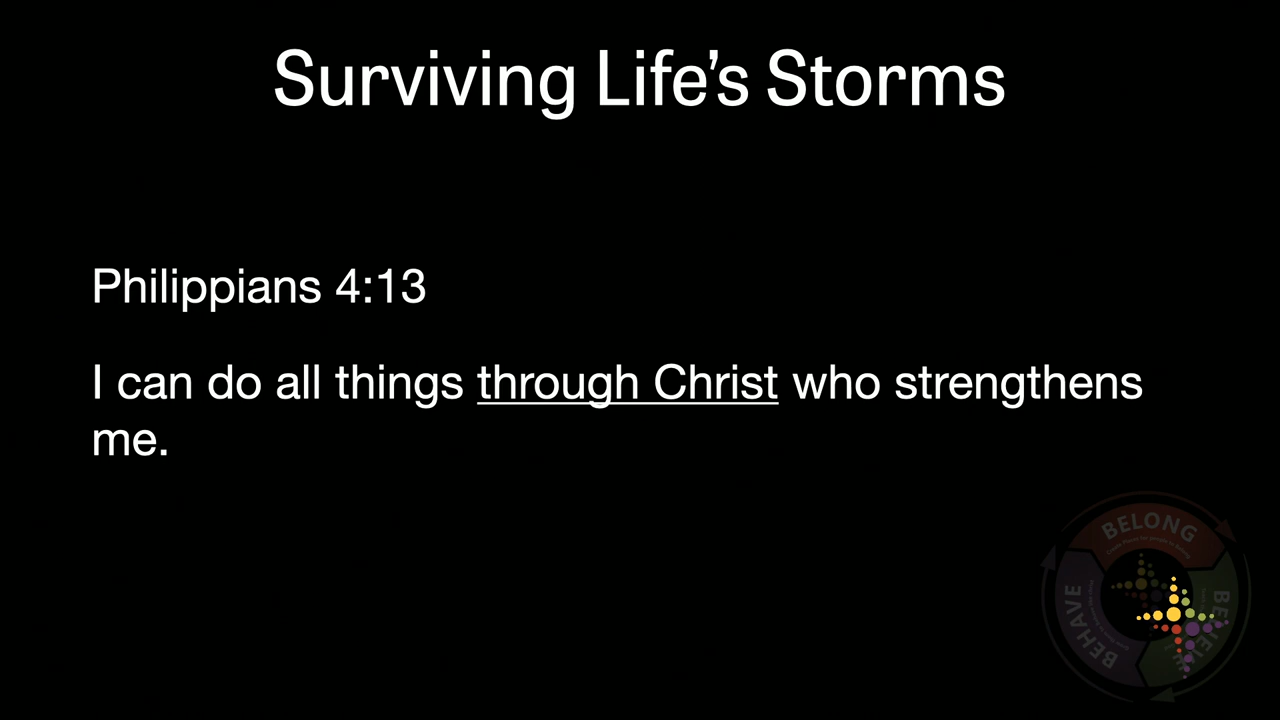 Surviving Life’s Storms
Philippians 4:13
I can do all things through Christ who strengthens
me.
BELONG
BEHAVE